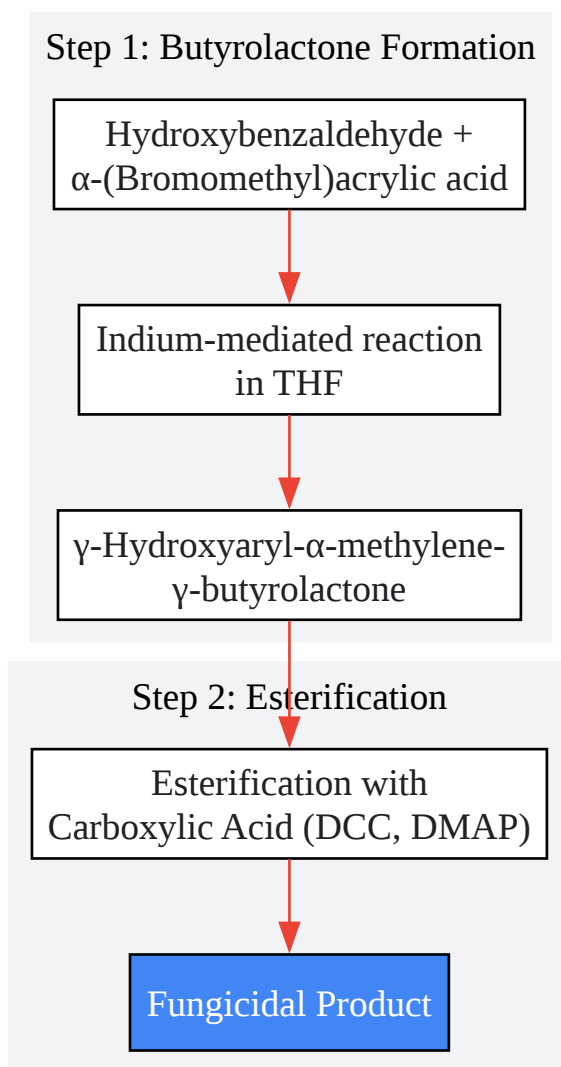 Step 1: Butyrolactone Formation
Hydroxybenzaldehyde +
α-(Bromomethyl)acrylic acid
Indium-mediated reaction
in THF
γ-Hydroxyaryl-α-methylene-
γ-butyrolactone
Step 2: Esterification
Esterification with
Carboxylic Acid (DCC, DMAP)
Fungicidal Product